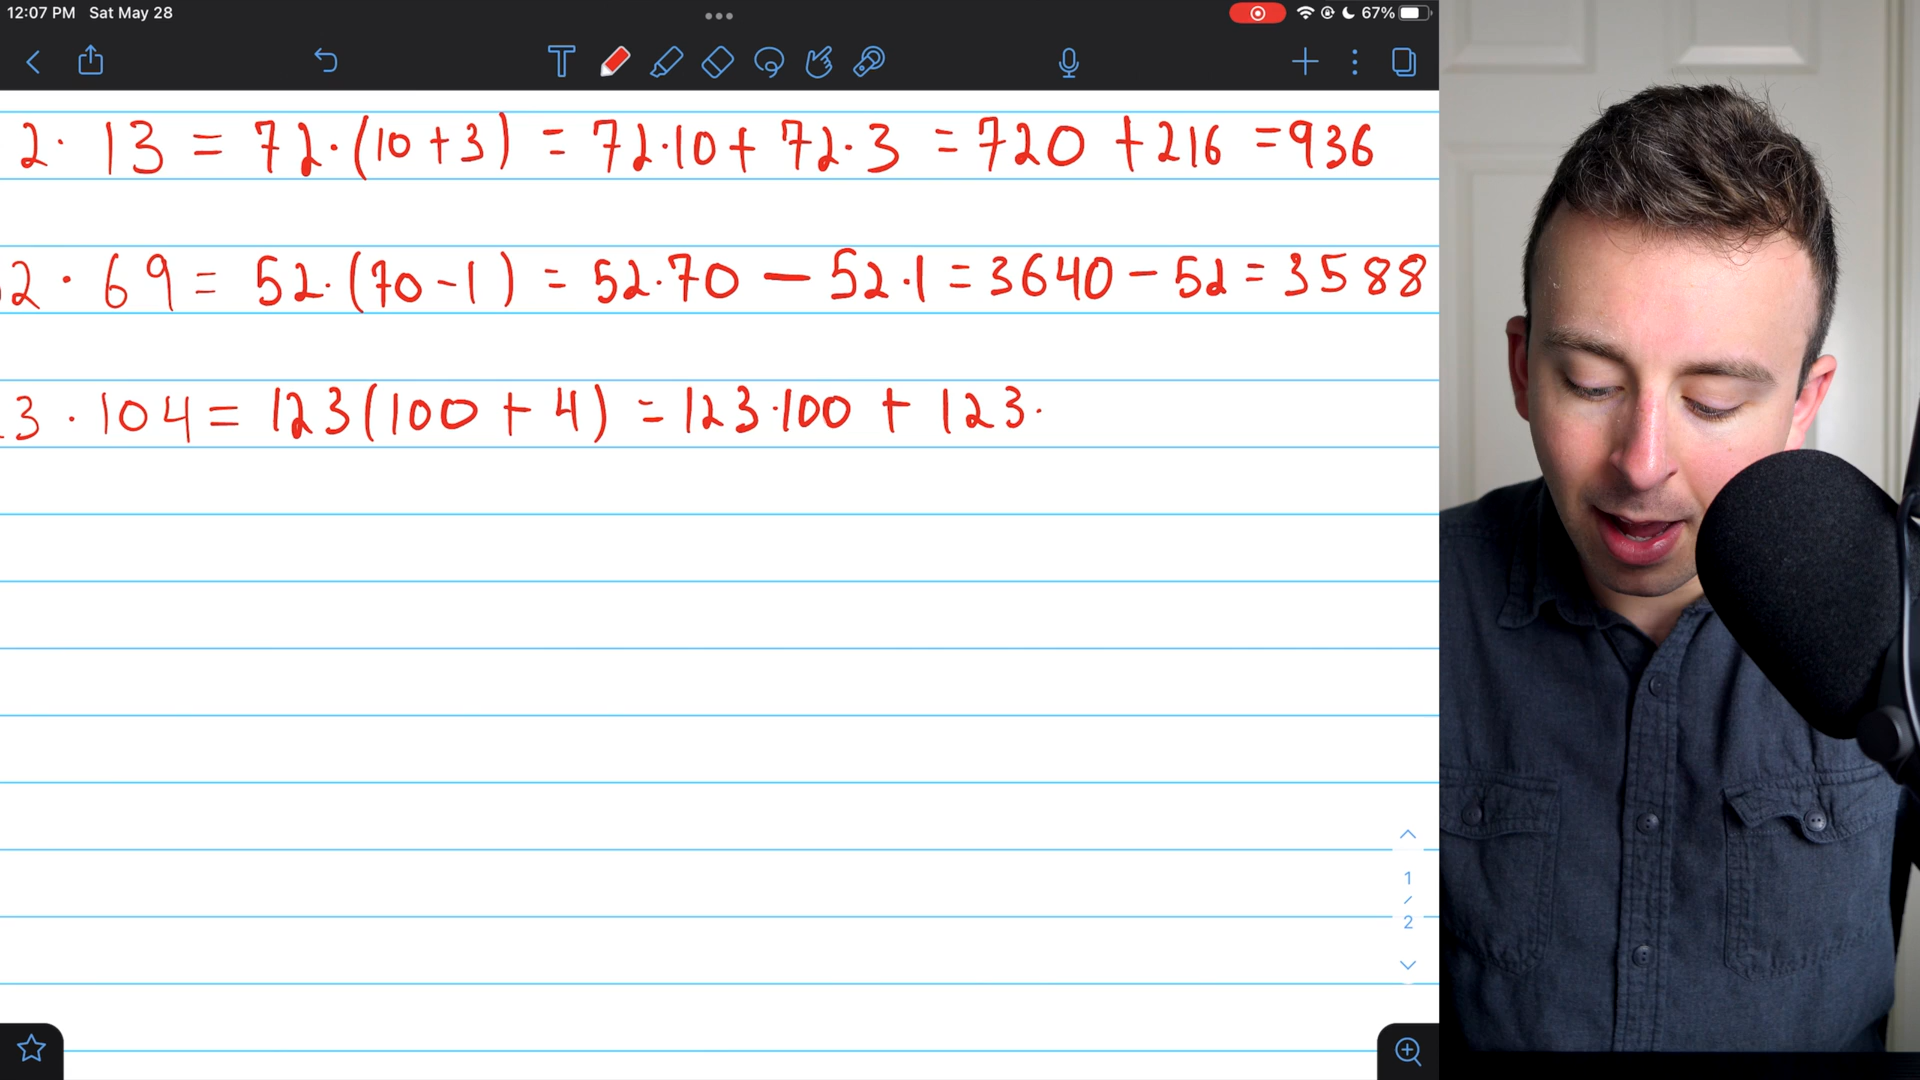 12:07 PM Sat May 28
67%
2 · 13 = 72 · (10 + 3) = 72 · 10 + 72 · 3 = 720 + 216 = 936
2 · 69 = 52 · (70 - 1) = 52 · 70 - 52 · 1 = 3640 - 52 = 3588
3 · 104 = 123(100 + 4) = 123 · 100 + 123 ·
1
/
2